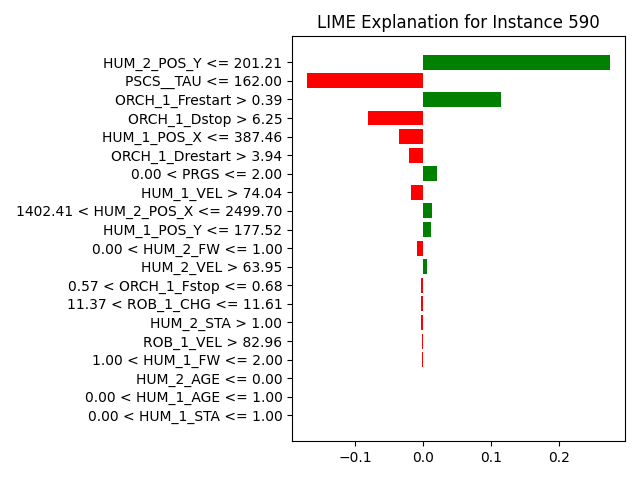 LIME Explanation for Instance 590
HUM_2_POS_Y <= 201.21
PSCS__TAU <= 162.00
ORCH_1_Frestart > 0.39
ORCH_1_Dstop > 6.25
HUM_1_POS_X <= 387.46
ORCH_1_Drestart > 3.94
0.00 < PRGS <= 2.00
HUM_1_VEL > 74.04
1402.41 < HUM_2_POS_X <= 2499.70
HUM_1_POS_Y <= 177.52
0.00 < HUM_2_FW <= 1.00
HUM_2_VEL > 63.95
0.57 < ORCH_1_Fstop <= 0.68
11.37 < ROB_1_CHG <= 11.61
HUM_2_STA > 1.00
ROB_1_VEL > 82.96
1.00 < HUM_1_FW <= 2.00
HUM_2_AGE <= 0.00
0.00 < HUM_1_AGE <= 1.00
0.00 < HUM_1_STA <= 1.00
−0.1 0.0 0.1 0.2